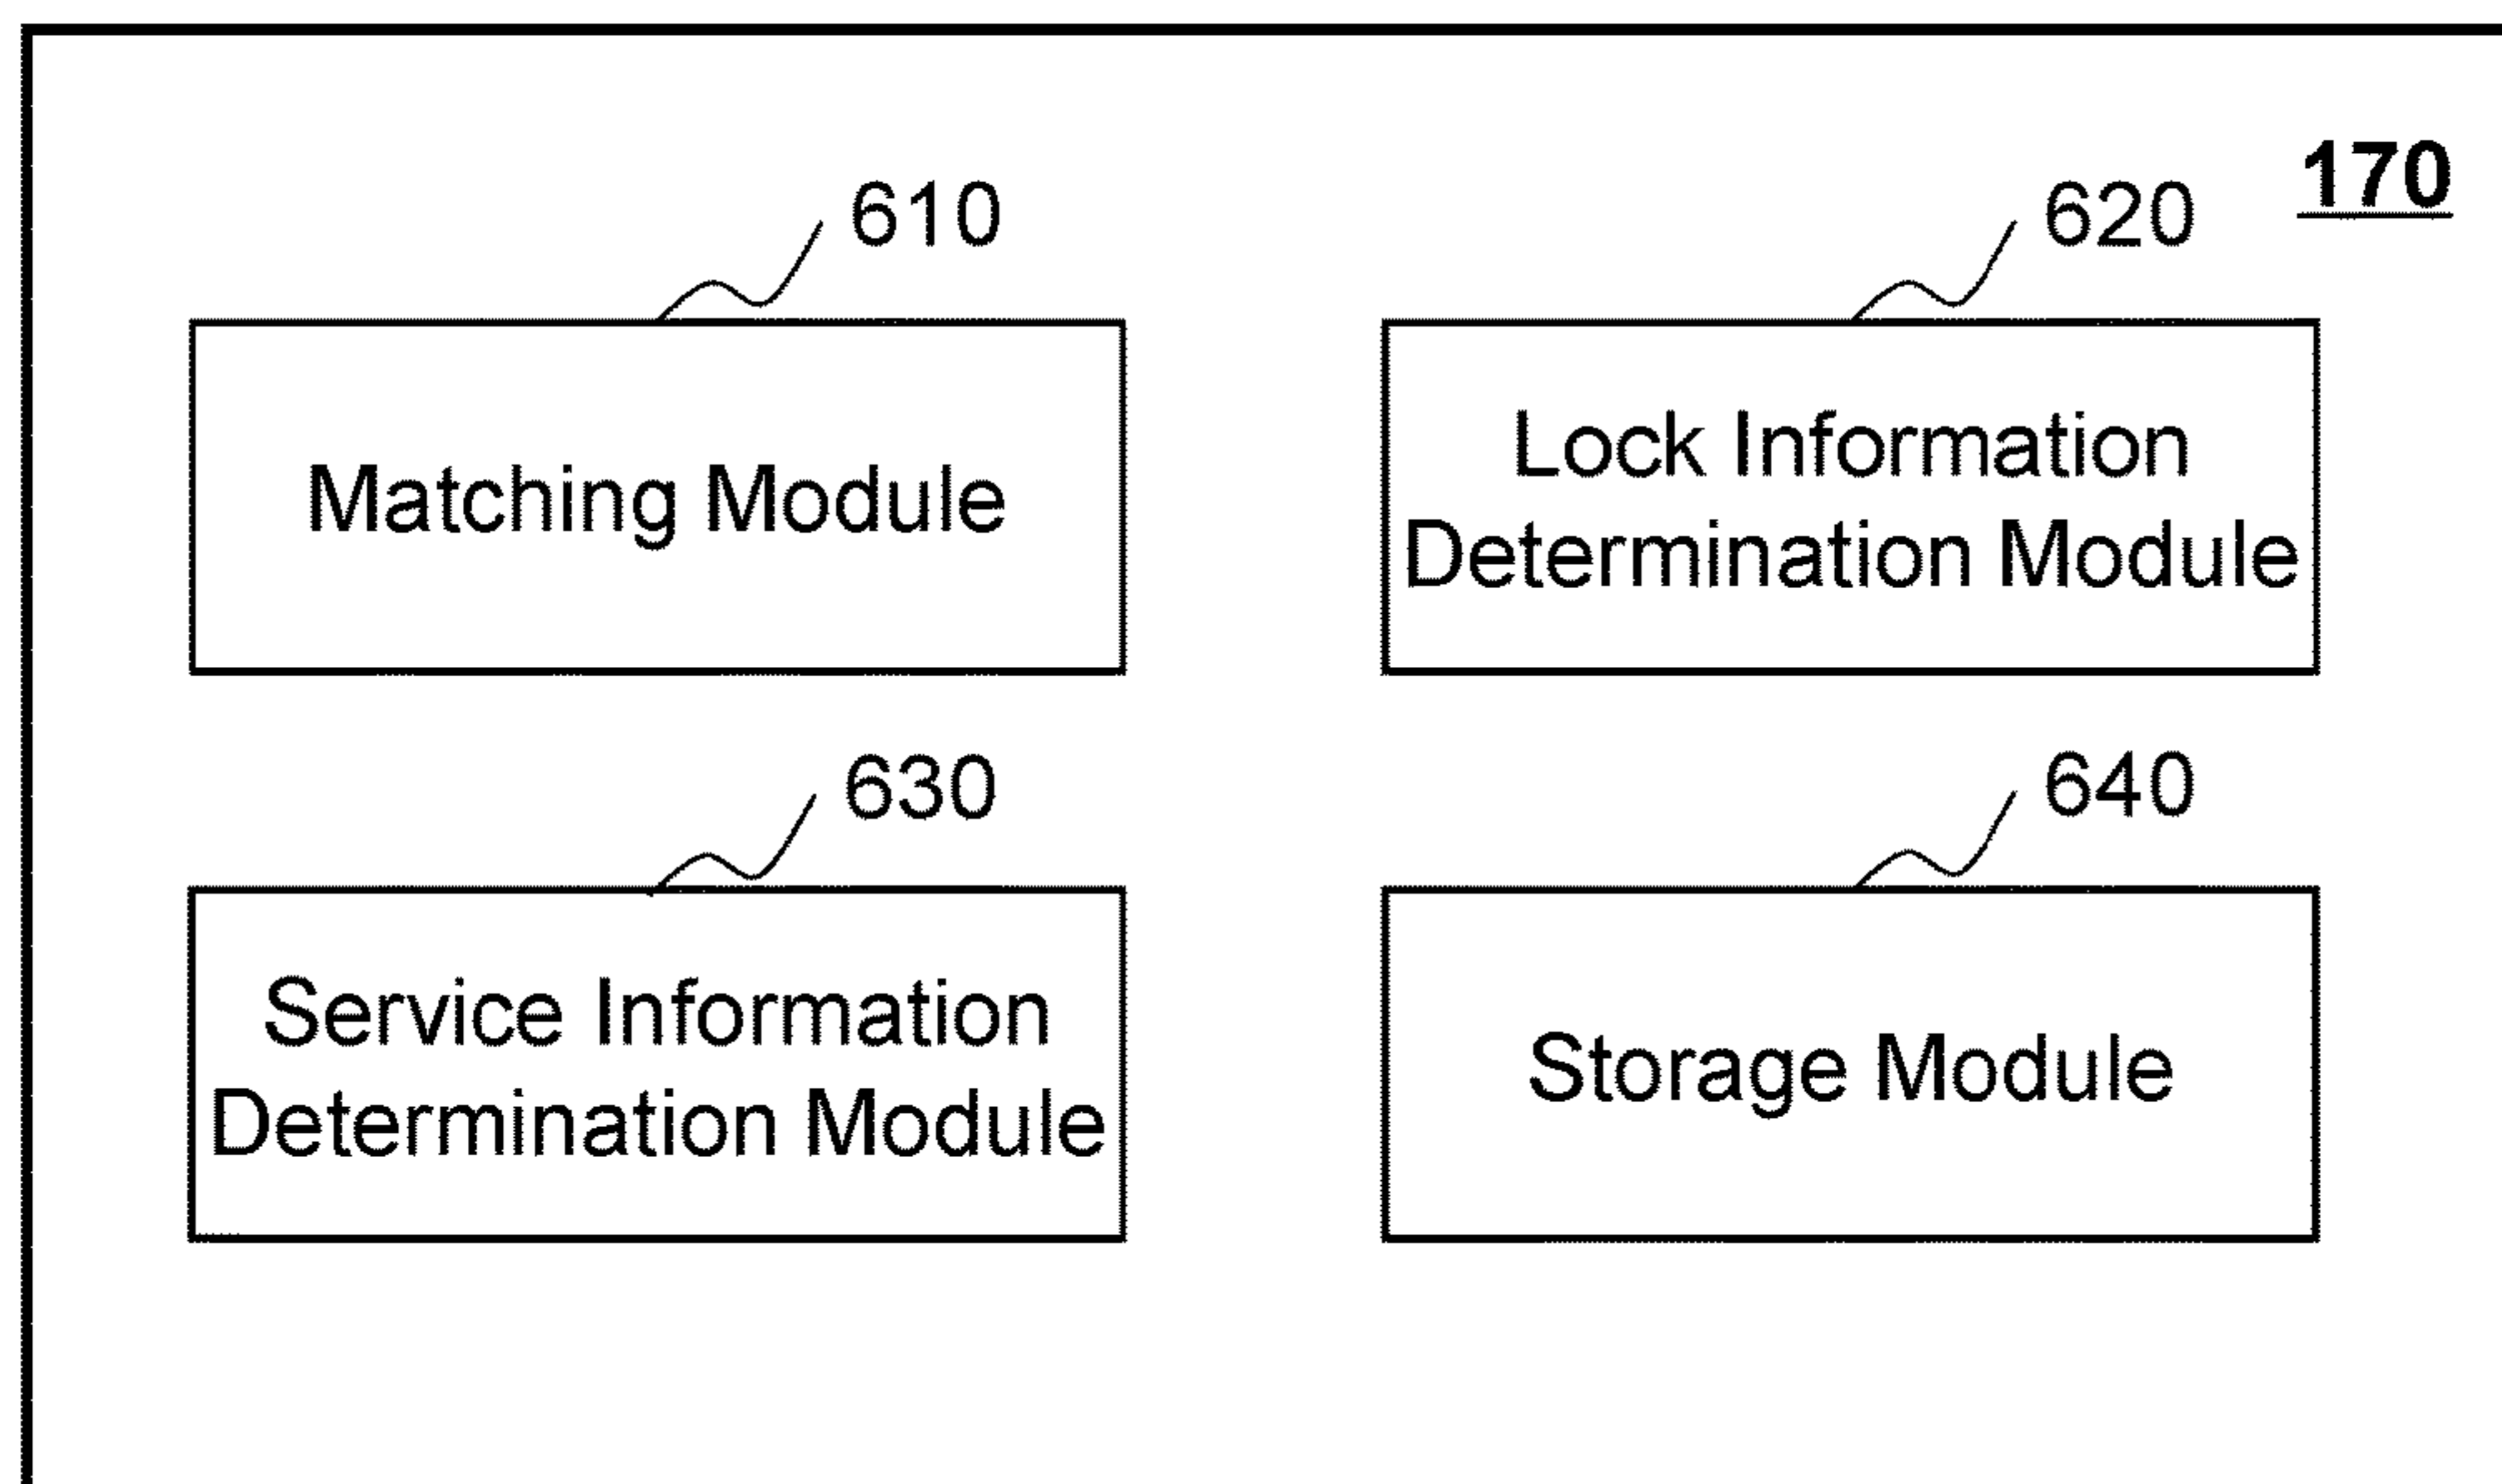 170
610
620
Matching Module
Lock Information
Determination Module
630
640
Service Information
Determination Module
Storage Module